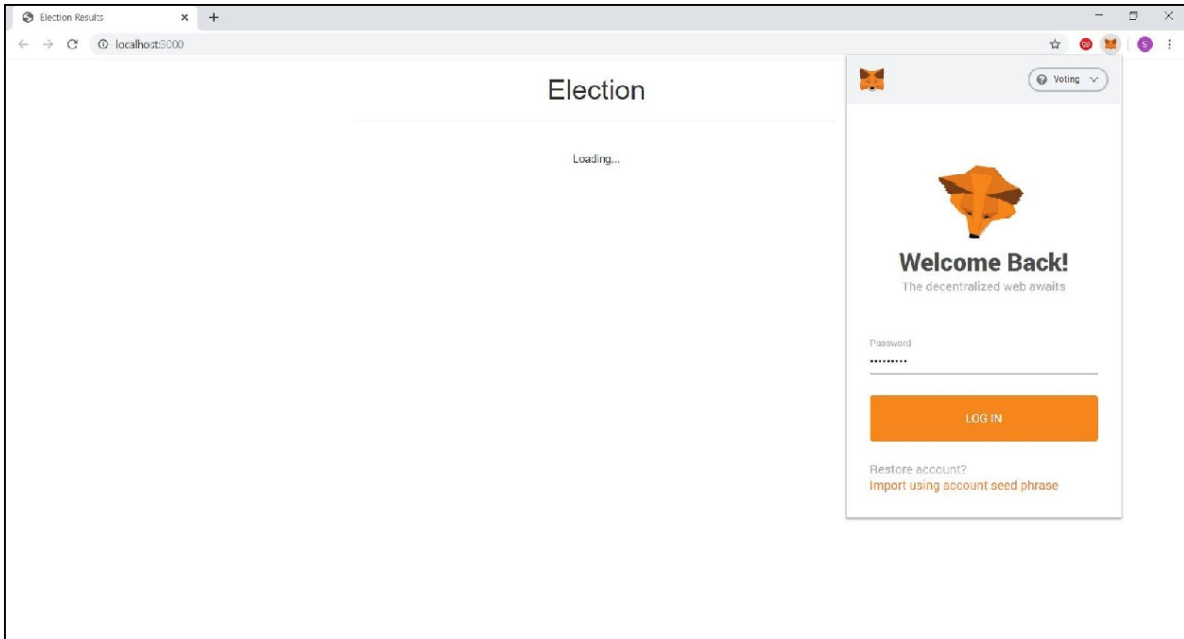 Election Results
localhost:3000
Voting
Election
Loading...
Welcome Back!
The decentralized web awaits
Password
LOG IN
Restore account?
Import using account seed phrase
S